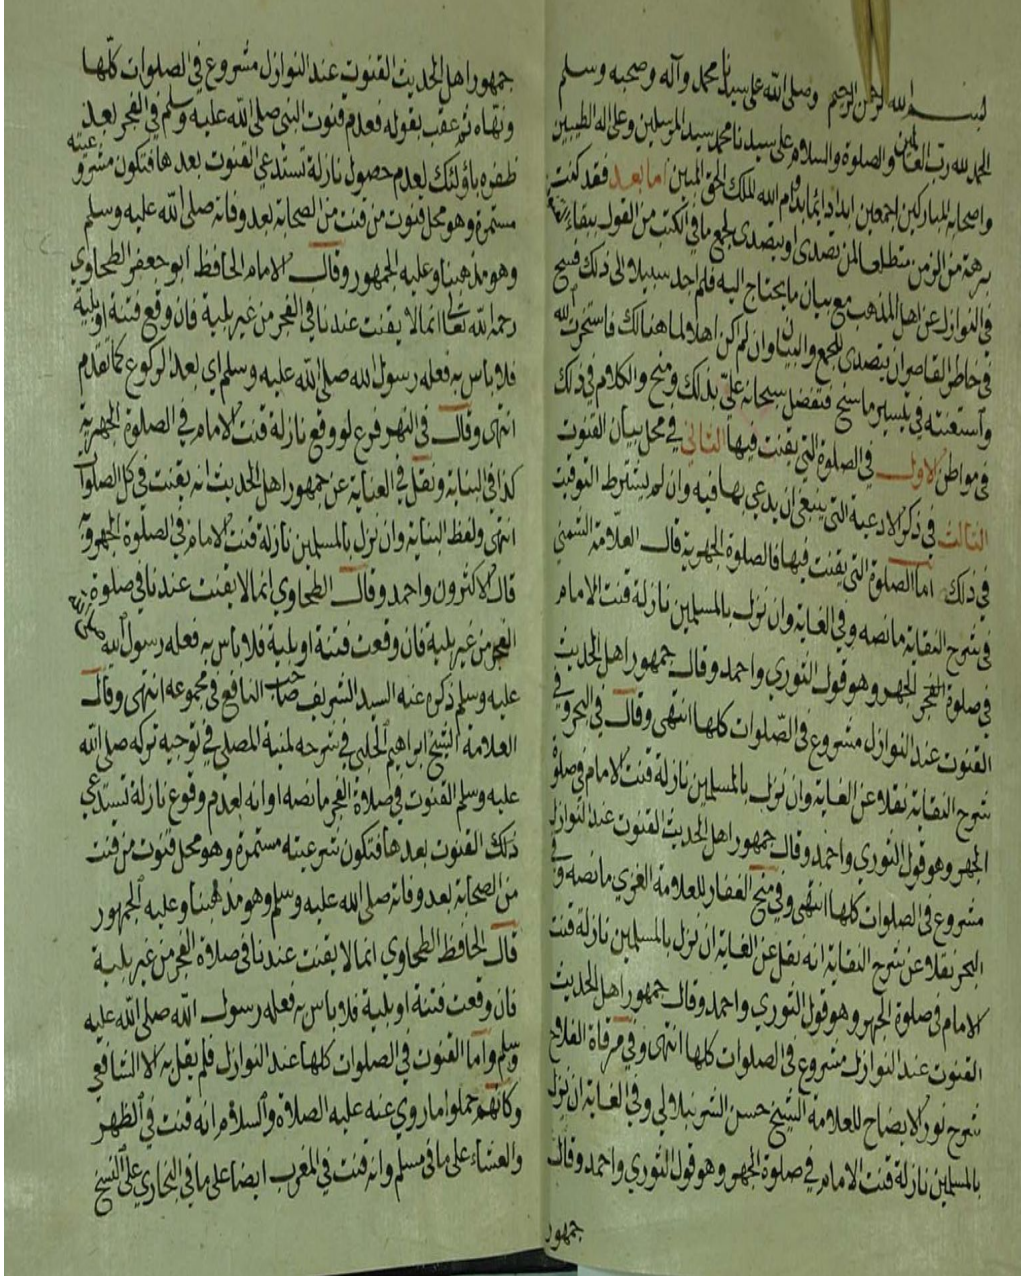 بسم الله الرحمن الرحيم وصلى الله على سيدنا محمد وآله وصحبه وسلم
الحمد لله رب العالمين والصلوة والسلام على سيدنا محمد سيد المرسلين وعلى اله الطيبين
واصحابه المباركين اجمعين ابدا دائما بدوام الله الملك الحق المبين اما بعد فقد كنت
برهة من الزمن متطلعا لمن تصدى او يتصدى لجمع ما في الكتب من القول ببقاء
في النوازل عن اهل المذهب مع بيان ما يحتاج اليه فلم اجد سبيلا الى ذلك فسنح
في خاطر القاصر ان يتصدى للجمع والبيان وان لم اكن اهلا لما هنالك فاستخرت الله
واستعنته في تيسير ما سنح فتفضل سبحانه علي بذلك ومنح والكلام في ذلك
في مواطن الاول في الصلوة التي يقنت فيها الثاني في محل بيان القنوت
الثالث في ذكر الادعية التي ينبغي ان يدعى بها فيه وان لم يشترط التوقيت
في ذلك اما الصلوة التي يقنت فيها فالصلوة الجهرية قال العلامة الشمني
في شرح النقاية ما نصه وفي الغاية وان نزل بالمسلمين نازلة قنت الامام
في صلوة الفجر الجهر وهو قول الثوري واحمد وقال جمهور اهل الحديث
القنوت عند النوازل مشروع في الصلوات كلها انتهى وقال في البحر وفي
شرح النقاية نقلا عن الغاية وان نزل بالمسلمين نازلة قنت الامام في صلوة
الجهر وهو قول الثوري واحمد وقال جمهور اهل الحديث القنوت عند النوازل
مشروع في الصلوات كلها انتهى وفي منح الغفار للعلامة الغزي ما نصه وفي
البحر نقلا عن شرح النقاية انه نقل عن الغاية ان نزل بالمسلمين نازلة قنت
الامام في صلوة الجهر وهو قول الثوري واحمد وقال جمهور اهل الحديث
القنوت عند النوازل مشروع في الصلوات كلها انتهى وفي مرقاة الفلاح
شرح نور الايضاح للعلامة الشيخ حسن الشرنبلالي وفي الغاية ان نزل
بالمسلمين نازلة قنت الامام في صلوة الجهر وهو قول الثوري واحمد وقال
جمهور
جمهور اهل الحديث القنوت عند النوازل مشروع في الصلوات كلها
ثم عقب بقوله فعدم قنوت النبي صلى الله عليه وسلم في الفجر بعد
ظفره باولئك لعدم حصول نازلة تستدعي القنوت بعدها فتكون مشروعيته
مستمرة وهو محل قنوت من قنت من الصحابة بعد وفاته صلى الله عليه وسلم
وهو مذهبنا وعليه الجمهور وقال الامام الحافظ ابو جعفر الطحاوي
رحمه الله تعالى انما لا يقنت عندنا في الفجر من غير بلية فان وقع فتنة او بلية
فلا باس به فعله رسول الله صلى الله عليه وسلم اي بعد الركوع كما تقدم
انتهى وقال في النهر فرع لو وقع نازلة قنت الامام في الصلوة الجهرية
كذا في البناية ونقل في العناية عن جمهور اهل الحديث انه يقنت في كل الصلوات
انتهى ولفظ البناية وان نزل بالمسلمين نازلة قنت الامام في الصلوة الجهرية
قال الاكثرون واحمد وقال الطحاوي انما لا يقنت عندنا في صلوة
الفجر من غير بلية فان وقعت فتنة او بلية فلا باس به فعله رسول الله صلى الله
عليه وسلم ذكره عنه السيد الشريف صاحب النافع في مجموعه انتهى وقال
العلامة الشيخ ابراهيم الحلبي في شرحه لمنية المصلي في توجيه تركه صلى الله
عليه وسلم القنوت في صلاة الفجر ما نصه او انه لعدم وقوع نازلة تستدعي
ذلك القنوت بعدها فتكون شرعيته مستمرة وهو محل قنوت من قنت
من الصحابة بعد وفاته صلى الله عليه وسلم وهو مذهبنا وعليه الجمهور
قال الحافظ الطحاوي انما لا يقنت عندنا في صلاة الفجر من غير بلية
فان وقعت فتنة او بلية فلا باس به فعله رسول الله صلى الله عليه
وسلم واما القنوت في الصلوات كلها عند النوازل فلم يقل به الا الشافعي
وكانهم حملوا ما روي عنه عليه الصلاة والسلام انه قنت في الظهر
والعشاء على ما في مسلم وانه قنت في المغرب ايضا على ما في البخاري على النسخ